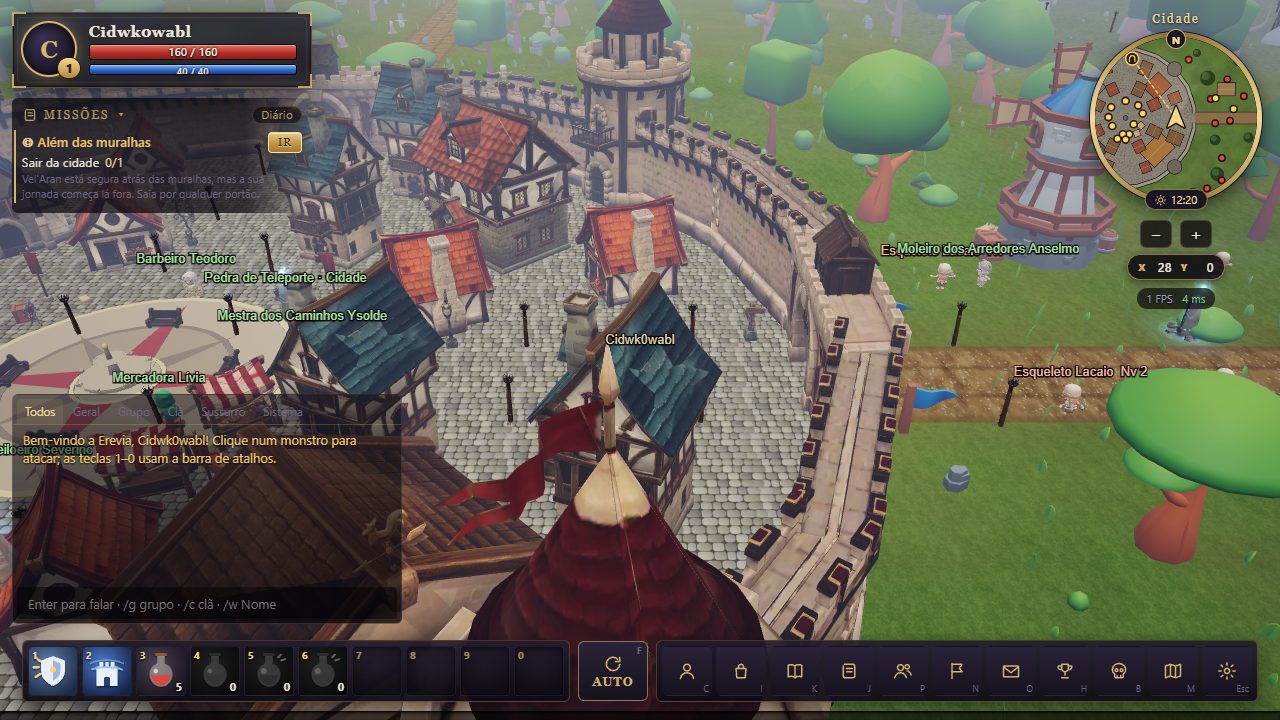 Cidwkowabl
C
1
160 / 160
40 / 40
MISSÕES
Diário
Além das muralhas
IR
Sair da cidade 0/1
Vel'Aran está segura atrás das muralhas, mas a sua
jornada começa lá fora. Saia por qualquer portão.
Cidade
N
12:20
− +
X 28 Y 0
1 FPS 4 ms
Barbeiro Teodoro
Pedra de Teleporte · Cidade
Mestra dos Caminhos Ysolde
Mercadora Lívia
Moleiro dos Arredores Anselmo
Cidwk0wabl
Esqueleto Lacaio Nv 2
Severino
Todos Geral Grupo Clã Sussurro Sistema
Bem-vindo a Erevia, Cidwk0wabl! Clique num monstro para
atacar; as teclas 1–0 usam a barra de atalhos.
Enter para falar · /g grupo · /c clã · /w Nome
1 2 3 4 5 6 7 8 9 0
5 0 0 0
F
AUTO
C I K J P N O H B M Esc